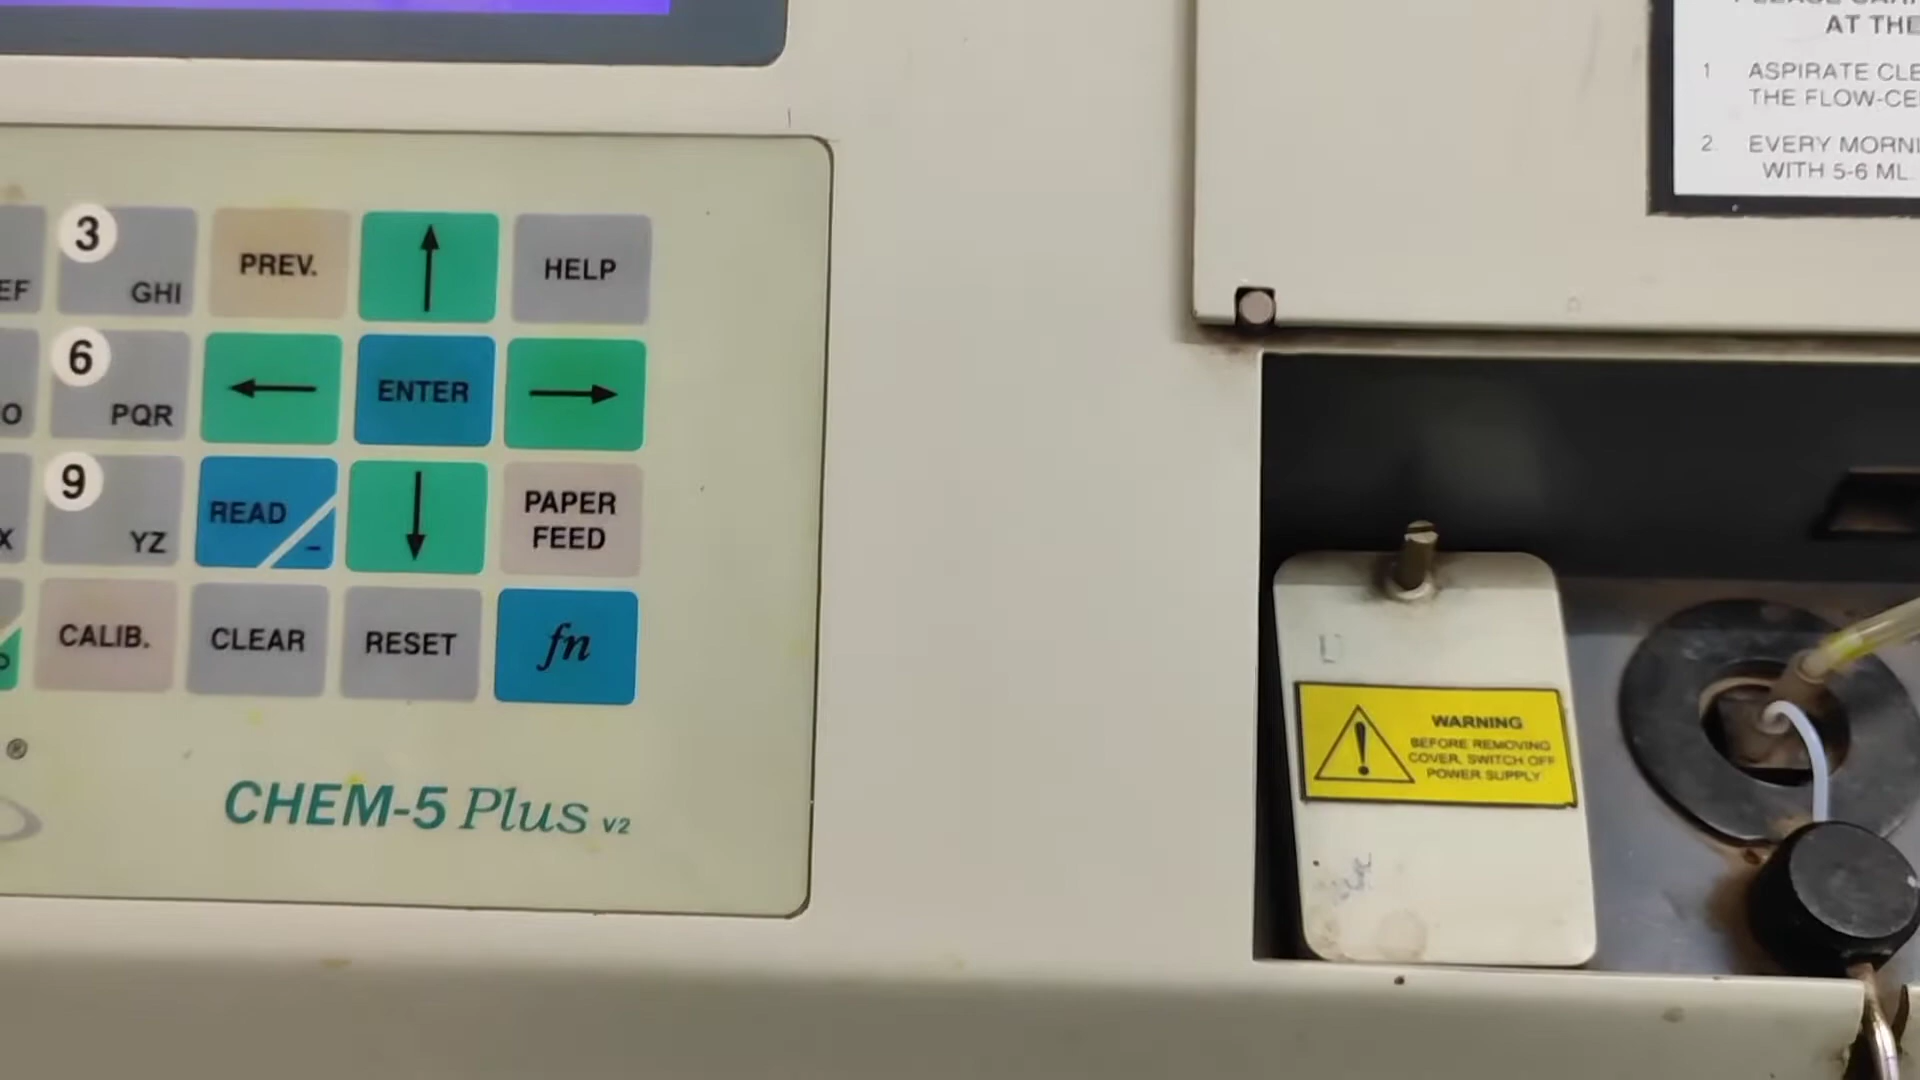 AT THE
1 ASPIRATE CLE
THE FLOW-CE
2. EVERY MORNI
WITH 5-6 ML.
3 GHI PREV. ↑ HELP
EF
6 PQR ← ENTER →
O
9 YZ READ - ↓ PAPER FEED
X
CALIB. CLEAR RESET fn
®
CHEM-5 Plus V2
WARNING
BEFORE REMOVING
COVER, SWITCH OFF
POWER SUPPLY